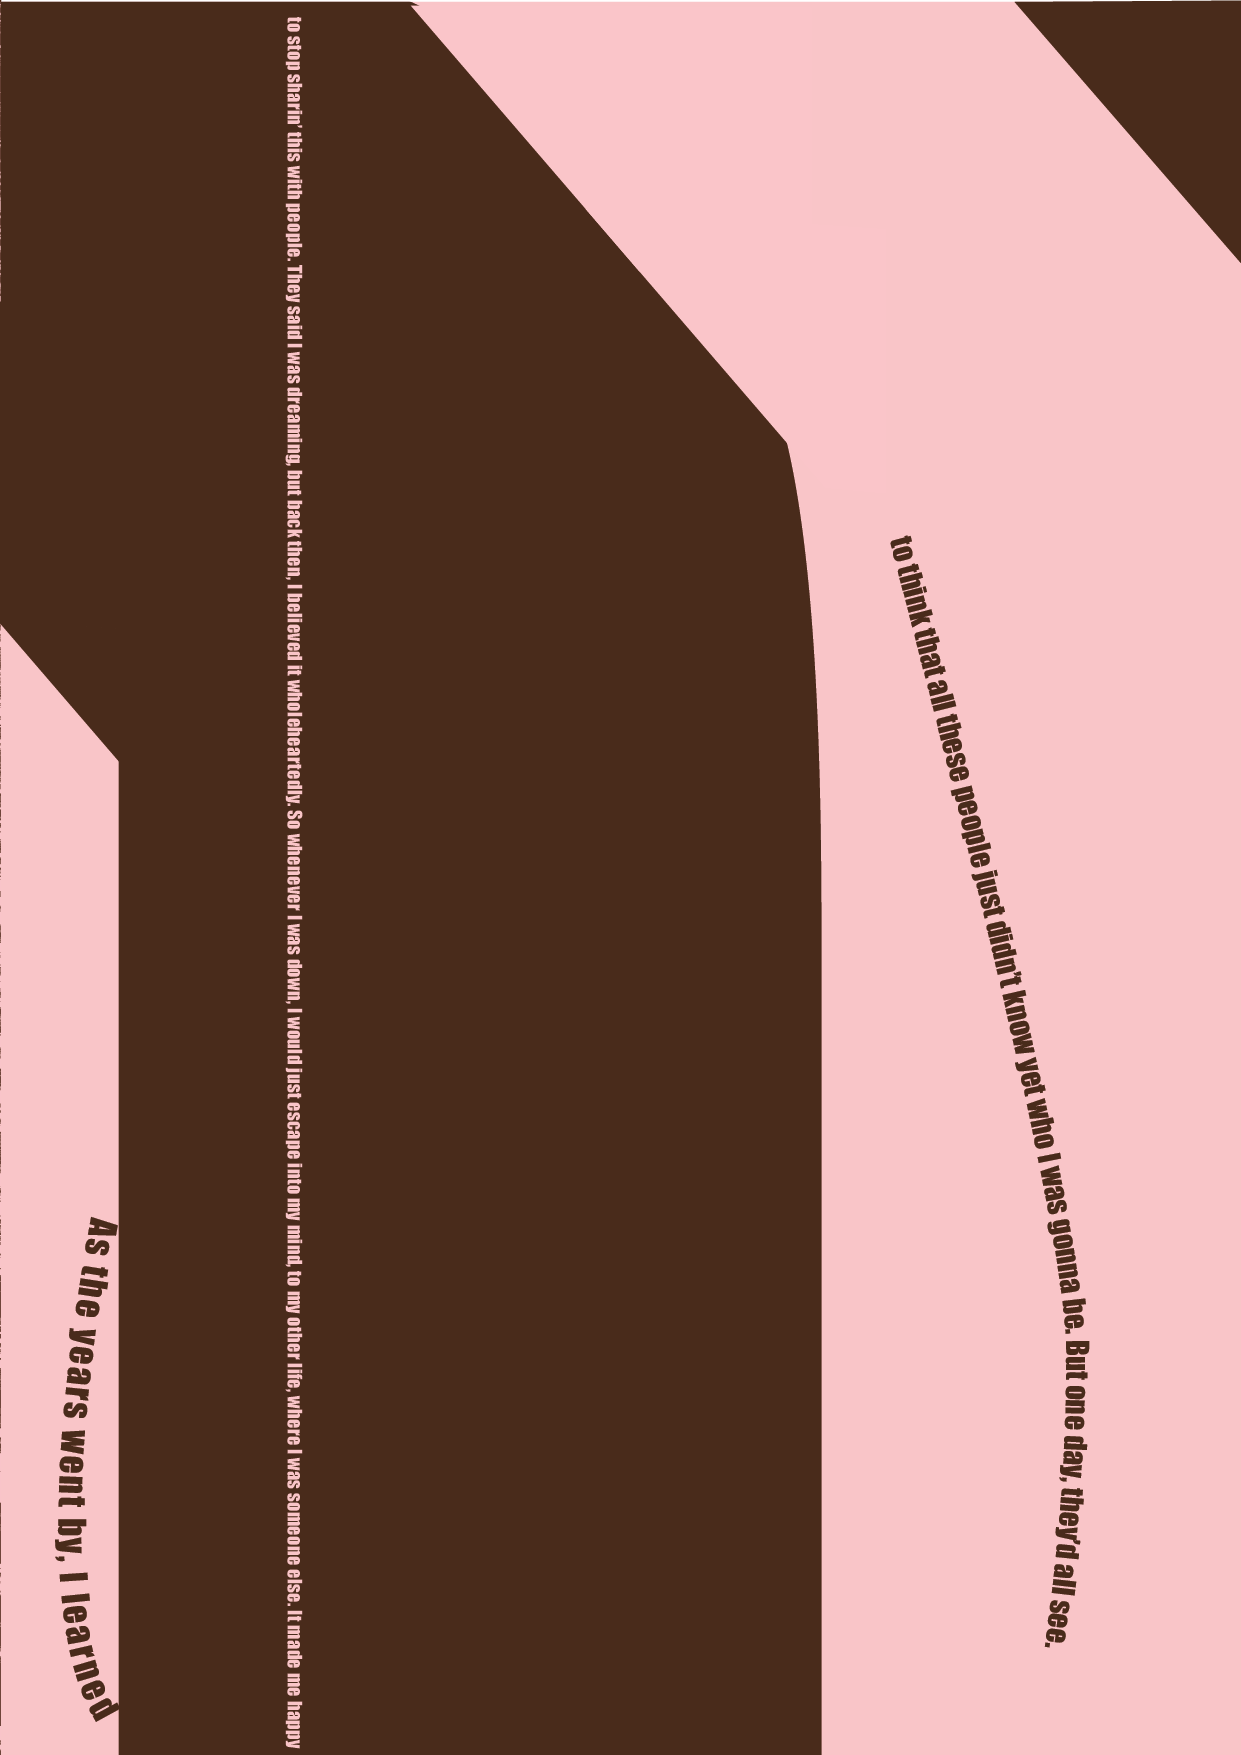 As the years went by, I learned
to stop sharin' this with people. They said I was dreaming, but back then, I believed it wholeheartedly. So whenever I was down, I would just escape into my mind, to my other life, where I was someone else. It made me happy
to think that all these people just didn't know yet who I was gonna be. But one day, they'd all see.